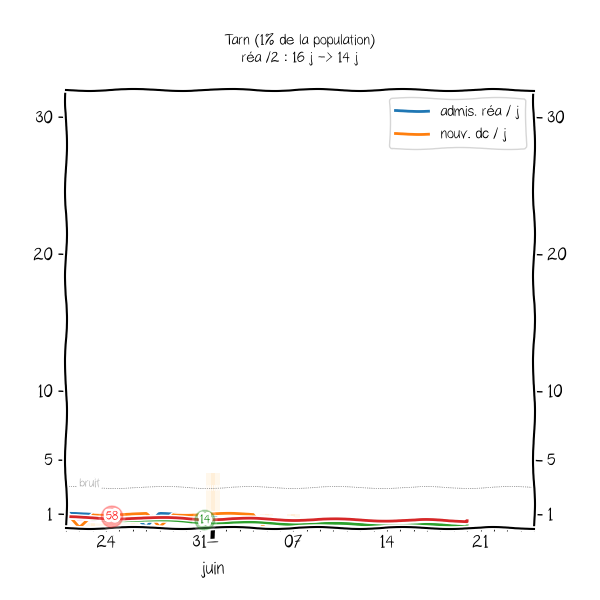 Tarn (1% de la population)
réa /2 : 16 j -> 14 j
admis. réa / j
nouv. dc / j
30
30
20
20
10
10
5
5
bruit
1
58
14
1
24
31
07
14
21
juin